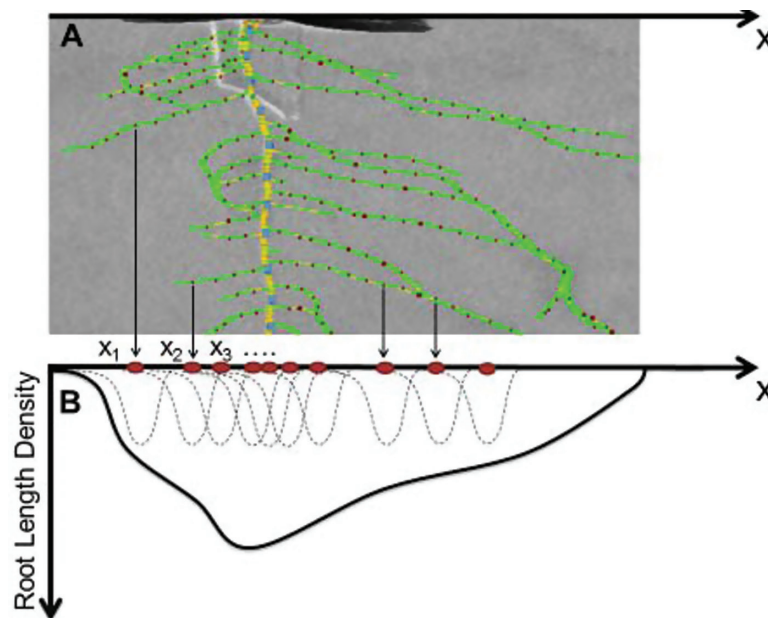 A
X
x₁ x₂ x₃ ....
X
B
Root Length Density